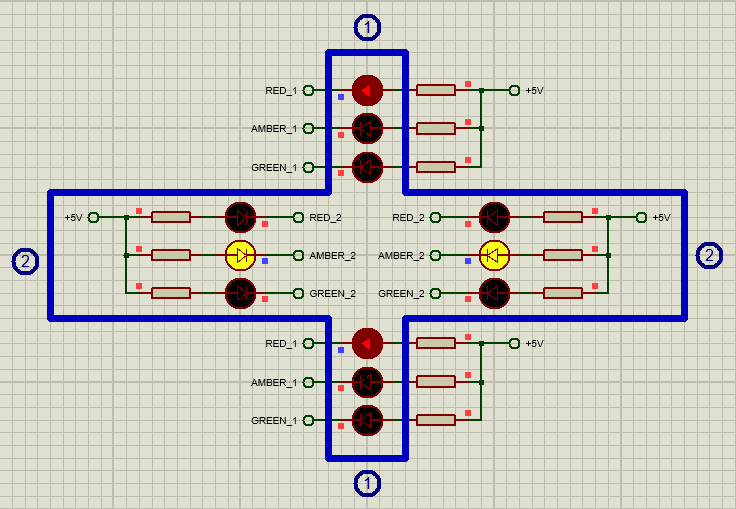 1
RED_1 +5V
AMBER_1
GREEN_1
+5V RED_2 RED_2 +5V
2 AMBER_2 AMBER_2 2
GREEN_2 GREEN_2
RED_1 +5V
AMBER_1
GREEN_1
1